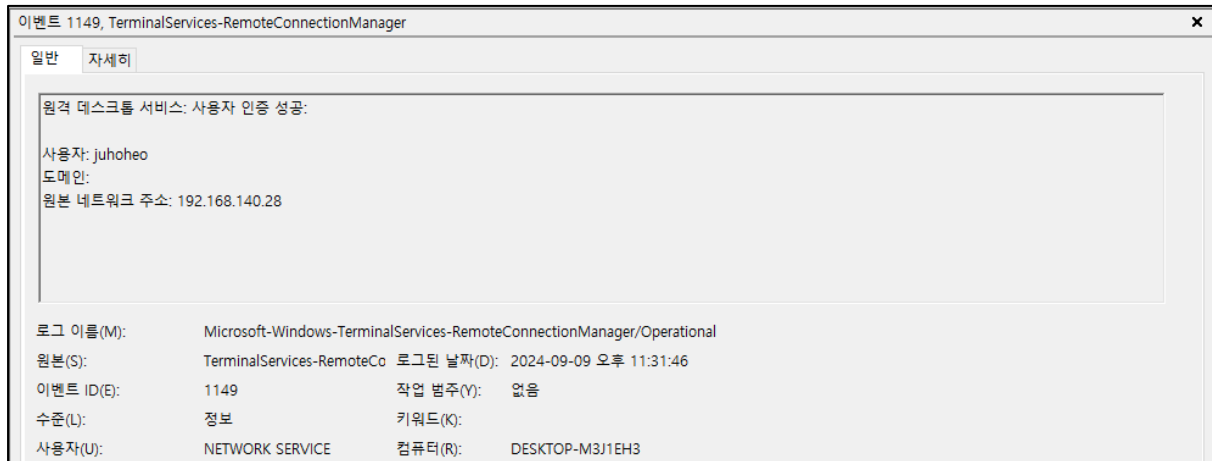 이벤트 1149, TerminalServices-RemoteConnectionManager
일반 자세히
원격 데스크톱 서비스: 사용자 인증 성공:
사용자: juhoheo
도메인:
원본 네트워크 주소: 192.168.140.28
로그 이름(M): Microsoft-Windows-TerminalServices-RemoteConnectionManager/Operational
원본(S): TerminalServices-RemoteCo 로그된 날짜(D): 2024-09-09 오후 11:31:46
이벤트 ID(E): 1149 작업 범주(Y): 없음
수준(L): 정보 키워드(K):
사용자(U): NETWORK SERVICE 컴퓨터(R): DESKTOP-M3J1EH3